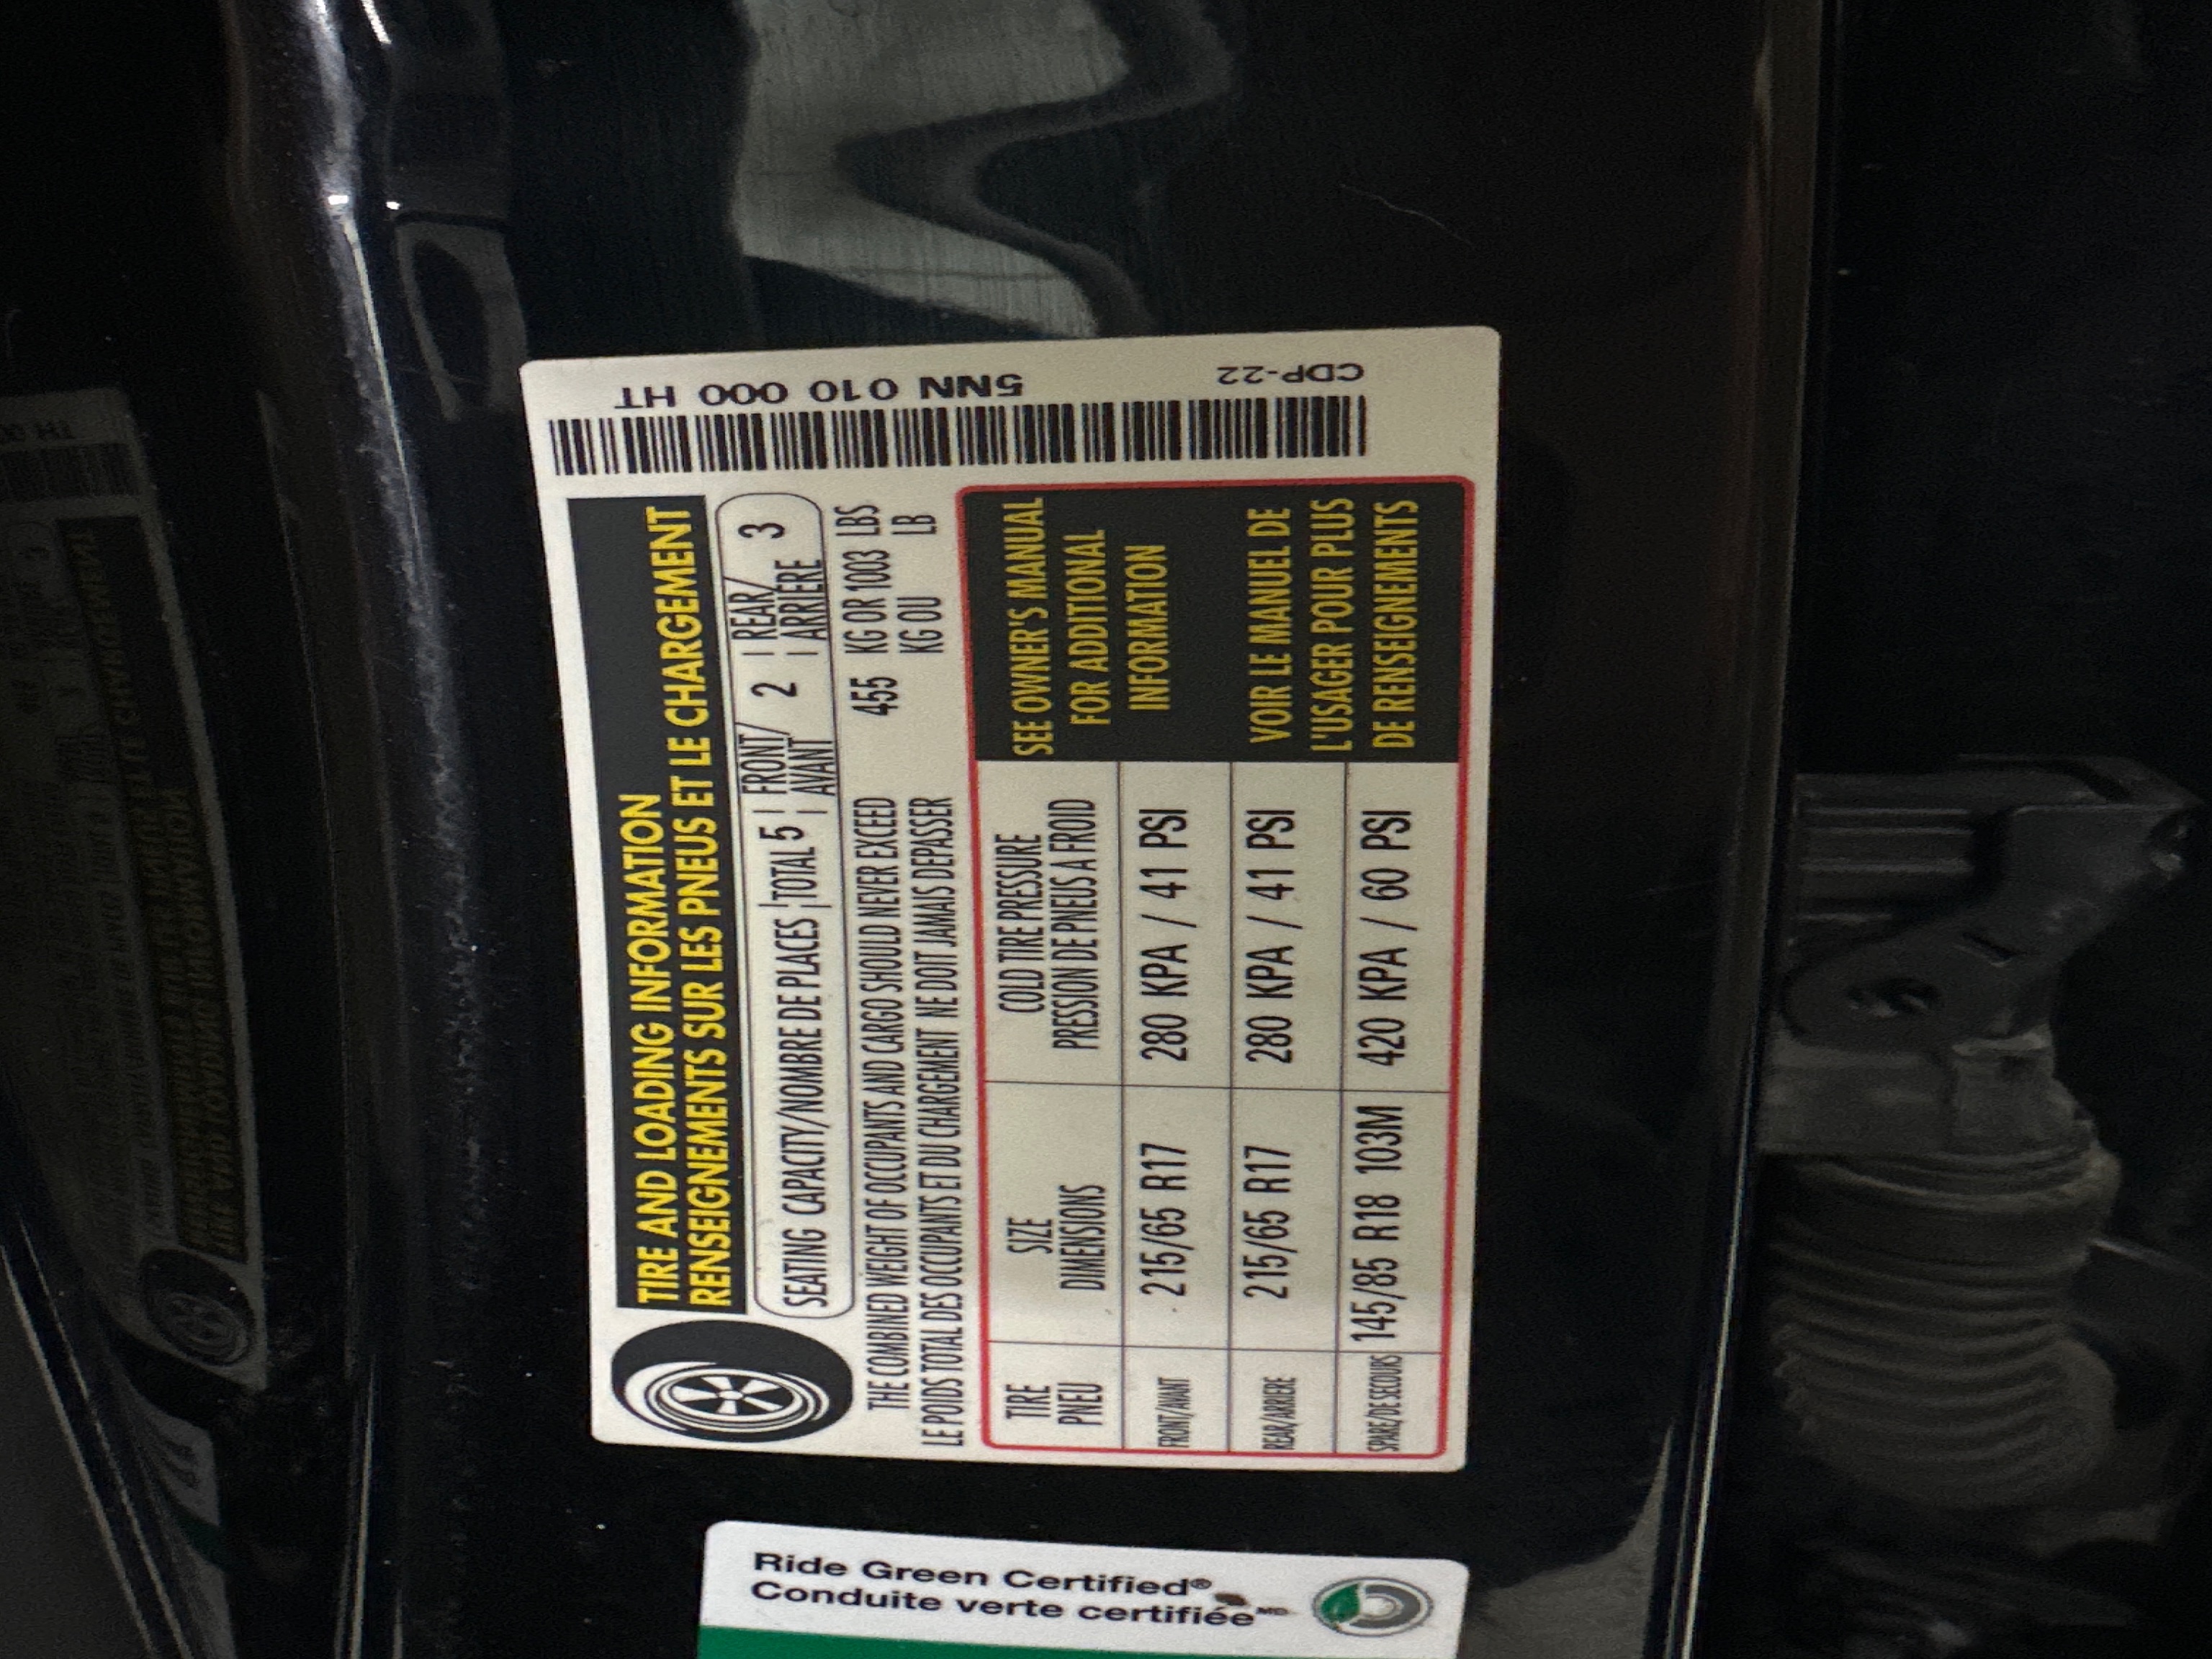 TIRE AND LOADING INFORMATION
RENSEIGNEMENTS SUR LES PNEUS ET LE CHARGEMENT
SEATING CAPACITY/NOMBRE DE PLACES | TOTAL 5 | FRONT/ AVANT 2 | REAR/ ARRIERE 3
THE COMBINED WEIGHT OF OCCUPANTS AND CARGO SHOULD NEVER EXCEED 455 KG OR 1003 LBS
LE POIDS TOTAL DES OCCUPANTS ET DU CHARGEMENT NE DOIT JAMAIS DEPASSER KG OU LB
TIRE
PNEU
SIZE
DIMENSIONS
COLD TIRE PRESSURE
PRESSION DE PNEUS A FROID
FRONT/AVANT 215/65 R17 280 KPA / 41 PSI
REAR/ARRIERE 215/65 R17 280 KPA / 41 PSI
SPARE/DE SECOURS 145/85 R18 103M 420 KPA / 60 PSI
SEE OWNER'S MANUAL
FOR ADDITIONAL
INFORMATION
VOIR LE MANUEL DE
L'USAGER POUR PLUS
DE RENSEIGNEMENTS
5NN 010 000 HT
CDP-22
Ride Green Certified®
Conduite verte certifiée MD